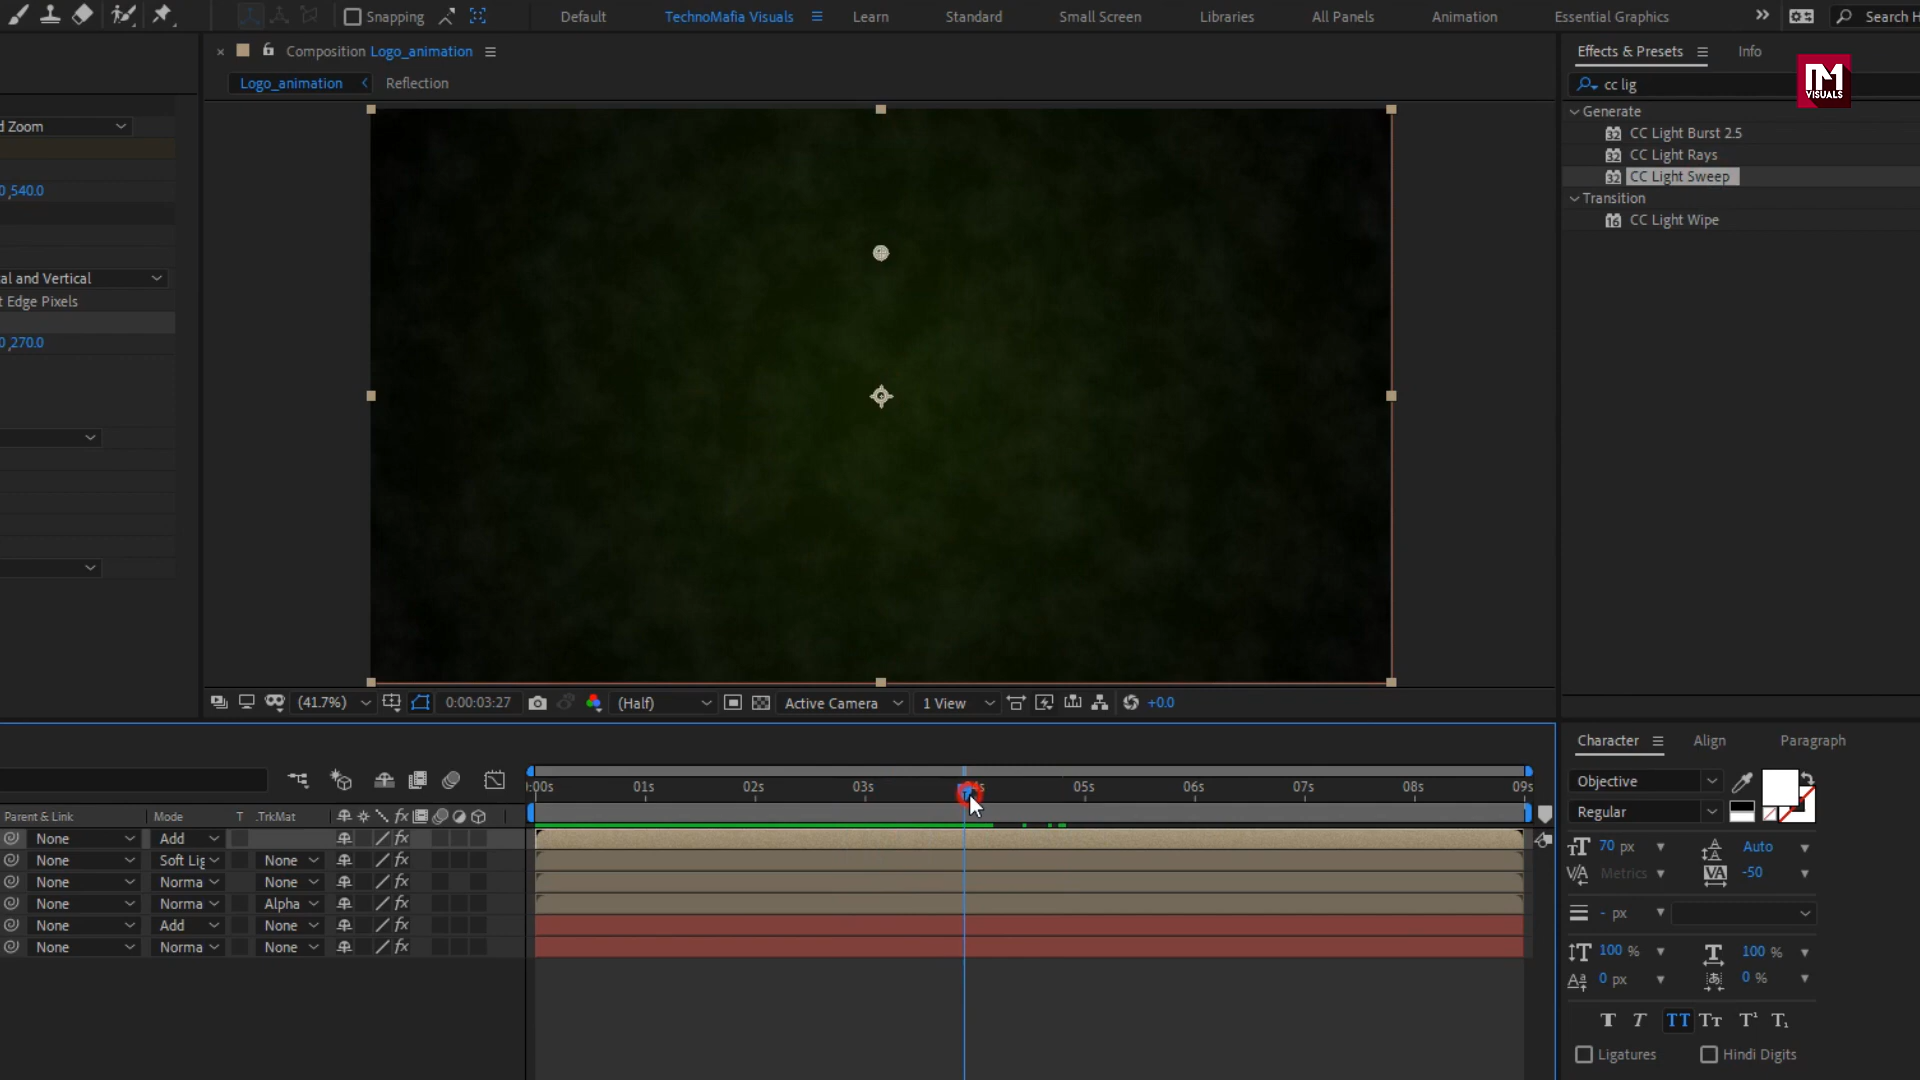 Snapping
Default
TechnoMafia Visuals
Learn
Standard
Small Screen
Libraries
All Panels
Animation
Essential Graphics
Search H
Composition Logo_animation
Logo_animation
Reflection
Effects & Presets
Info
VISUALS
cc lig
Generate
CC Light Burst 2.5
CC Light Rays
CC Light Sweep
Transition
CC Light Wipe
d Zoom
0,540.0
al and Vertical
t Edge Pixels
0,270.0
(41.7%)
0:00:03:27
(Half)
Active Camera
1 View
+0.0
:00s 01s 02s 03s 05s 06s 07s 08s 09s
Parent & Link Mode T .TrkMat
None Add
None Soft Lig None
None Norma None
None Norma Alpha
None Add None
None Norma None
Character
Align
Paragraph
Objective
Regular
70 px
Auto
Metrics
-50
- px
100 %
100 %
0 px
0 %
Ligatures
Hindi Digits